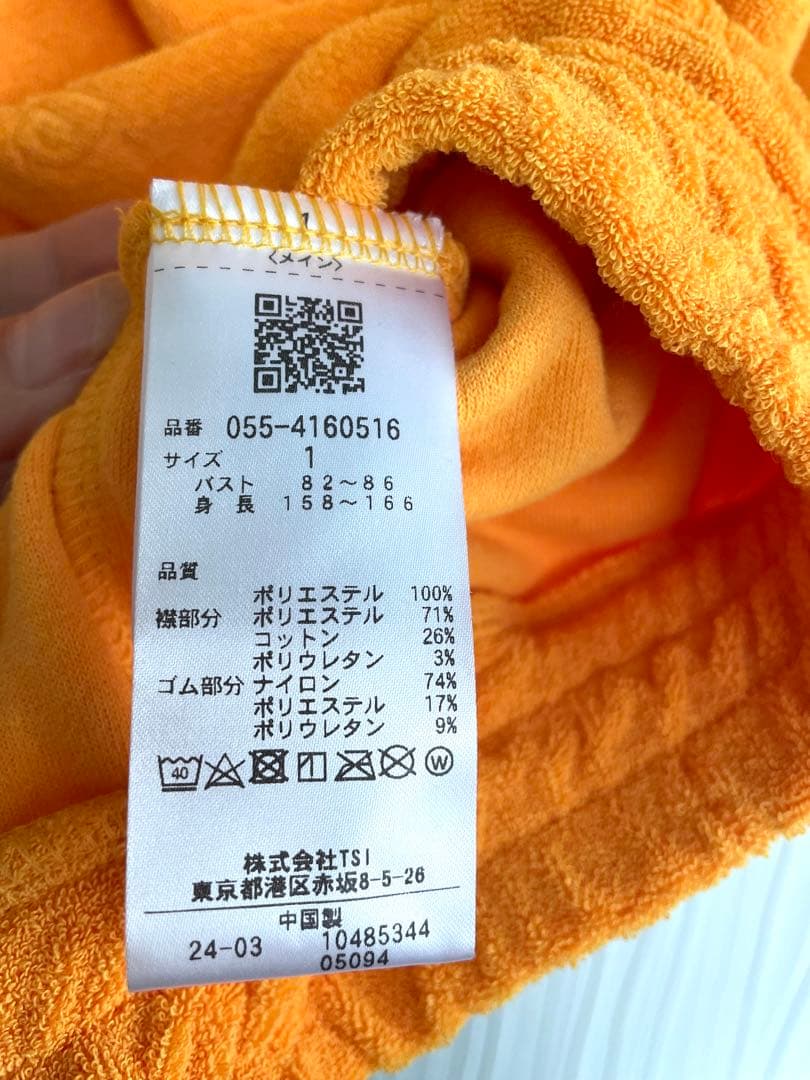 1
〈メイン〉
品番 055-4160516
サイズ 1
バスト 82～86
身長 158～166
品質
ポリエステル 100%
襟部分 ポリエステル 71%
コットン 26%
ポリウレタン 3%
ゴム部分 ナイロン 74%
ポリエステル 17%
ポリウレタン 9%
40 W
株式会社TSI
東京都港区赤坂8-5-26
中国製
24-03 10485344
05094